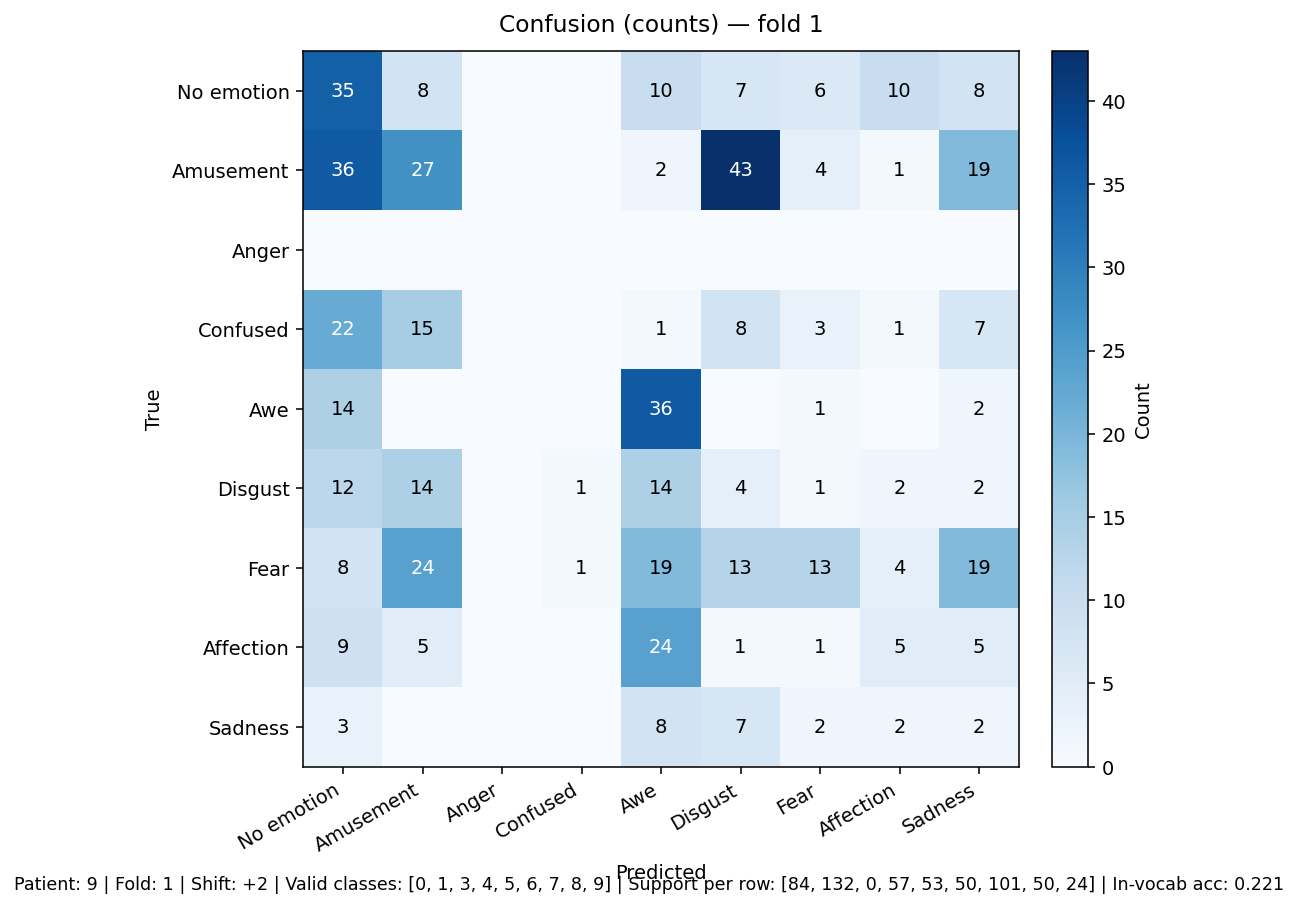 Confusion (counts) — fold 1
No emotion 35 8 10 7 6 10 8
Amusement 36 27 2 43 4 1 19
Anger
Confused 22 15 1 8 3 1 7
Awe 14 36 1 2
Disgust 12 14 1 14 4 1 2 2
Fear 8 24 1 19 13 13 4 19
Affection 9 5 24 1 1 5 5
Sadness 3 8 7 2 2 2
True
No emotion Amusement Anger Confused Awe Disgust Fear Affection Sadness
Predicted
40
35
30
25
20
15
10
5
0
Count
Patient: 9 | Fold: 1 | Shift: +2 | Valid classes: [0, 1, 3, 4, 5, 6, 7, 8, 9] | Support per row: [84, 132, 0, 57, 53, 50, 101, 50, 24] | In-vocab acc: 0.221